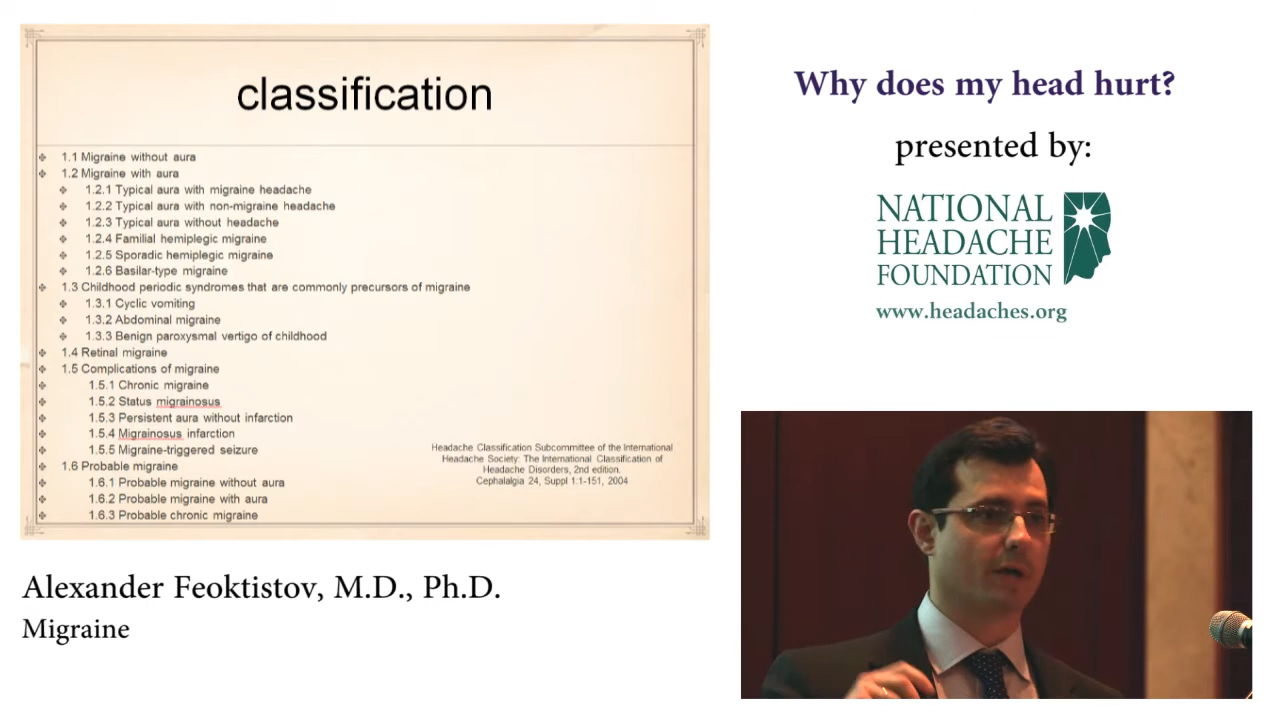 classification
1.1 Migraine without aura
1.2 Migraine with aura
1.2.1 Typical aura with migraine headache
1.2.2 Typical aura with non-migraine headache
1.2.3 Typical aura without headache
1.2.4 Familial hemiplegic migraine
1.2.5 Sporadic hemiplegic migraine
1.2.6 Basilar-type migraine
1.3 Childhood periodic syndromes that are commonly precursors of migraine
1.3.1 Cyclic vomiting
1.3.2 Abdominal migraine
1.3.3 Benign paroxysmal vertigo of childhood
1.4 Retinal migraine
1.5 Complications of migraine
1.5.1 Chronic migraine
1.5.2 Status migrainosus
1.5.3 Persistent aura without infarction
1.5.4 Migrainosus infarction
1.5.5 Migraine-triggered seizure
1.6 Probable migraine
1.6.1 Probable migraine without aura
1.6.2 Probable migraine with aura
1.6.3 Probable chronic migraine
Headache Classification Subcommittee of the International
Headache Society: The International Classification of
Headache Disorders, 2nd edition.
Cephalalgia 24, Suppl 1:1-151, 2004
Alexander Feoktistov, M.D., Ph.D.
Migraine
Why does my head hurt?
presented by:
NATIONAL
HEADACHE
FOUNDATION
www.headaches.org